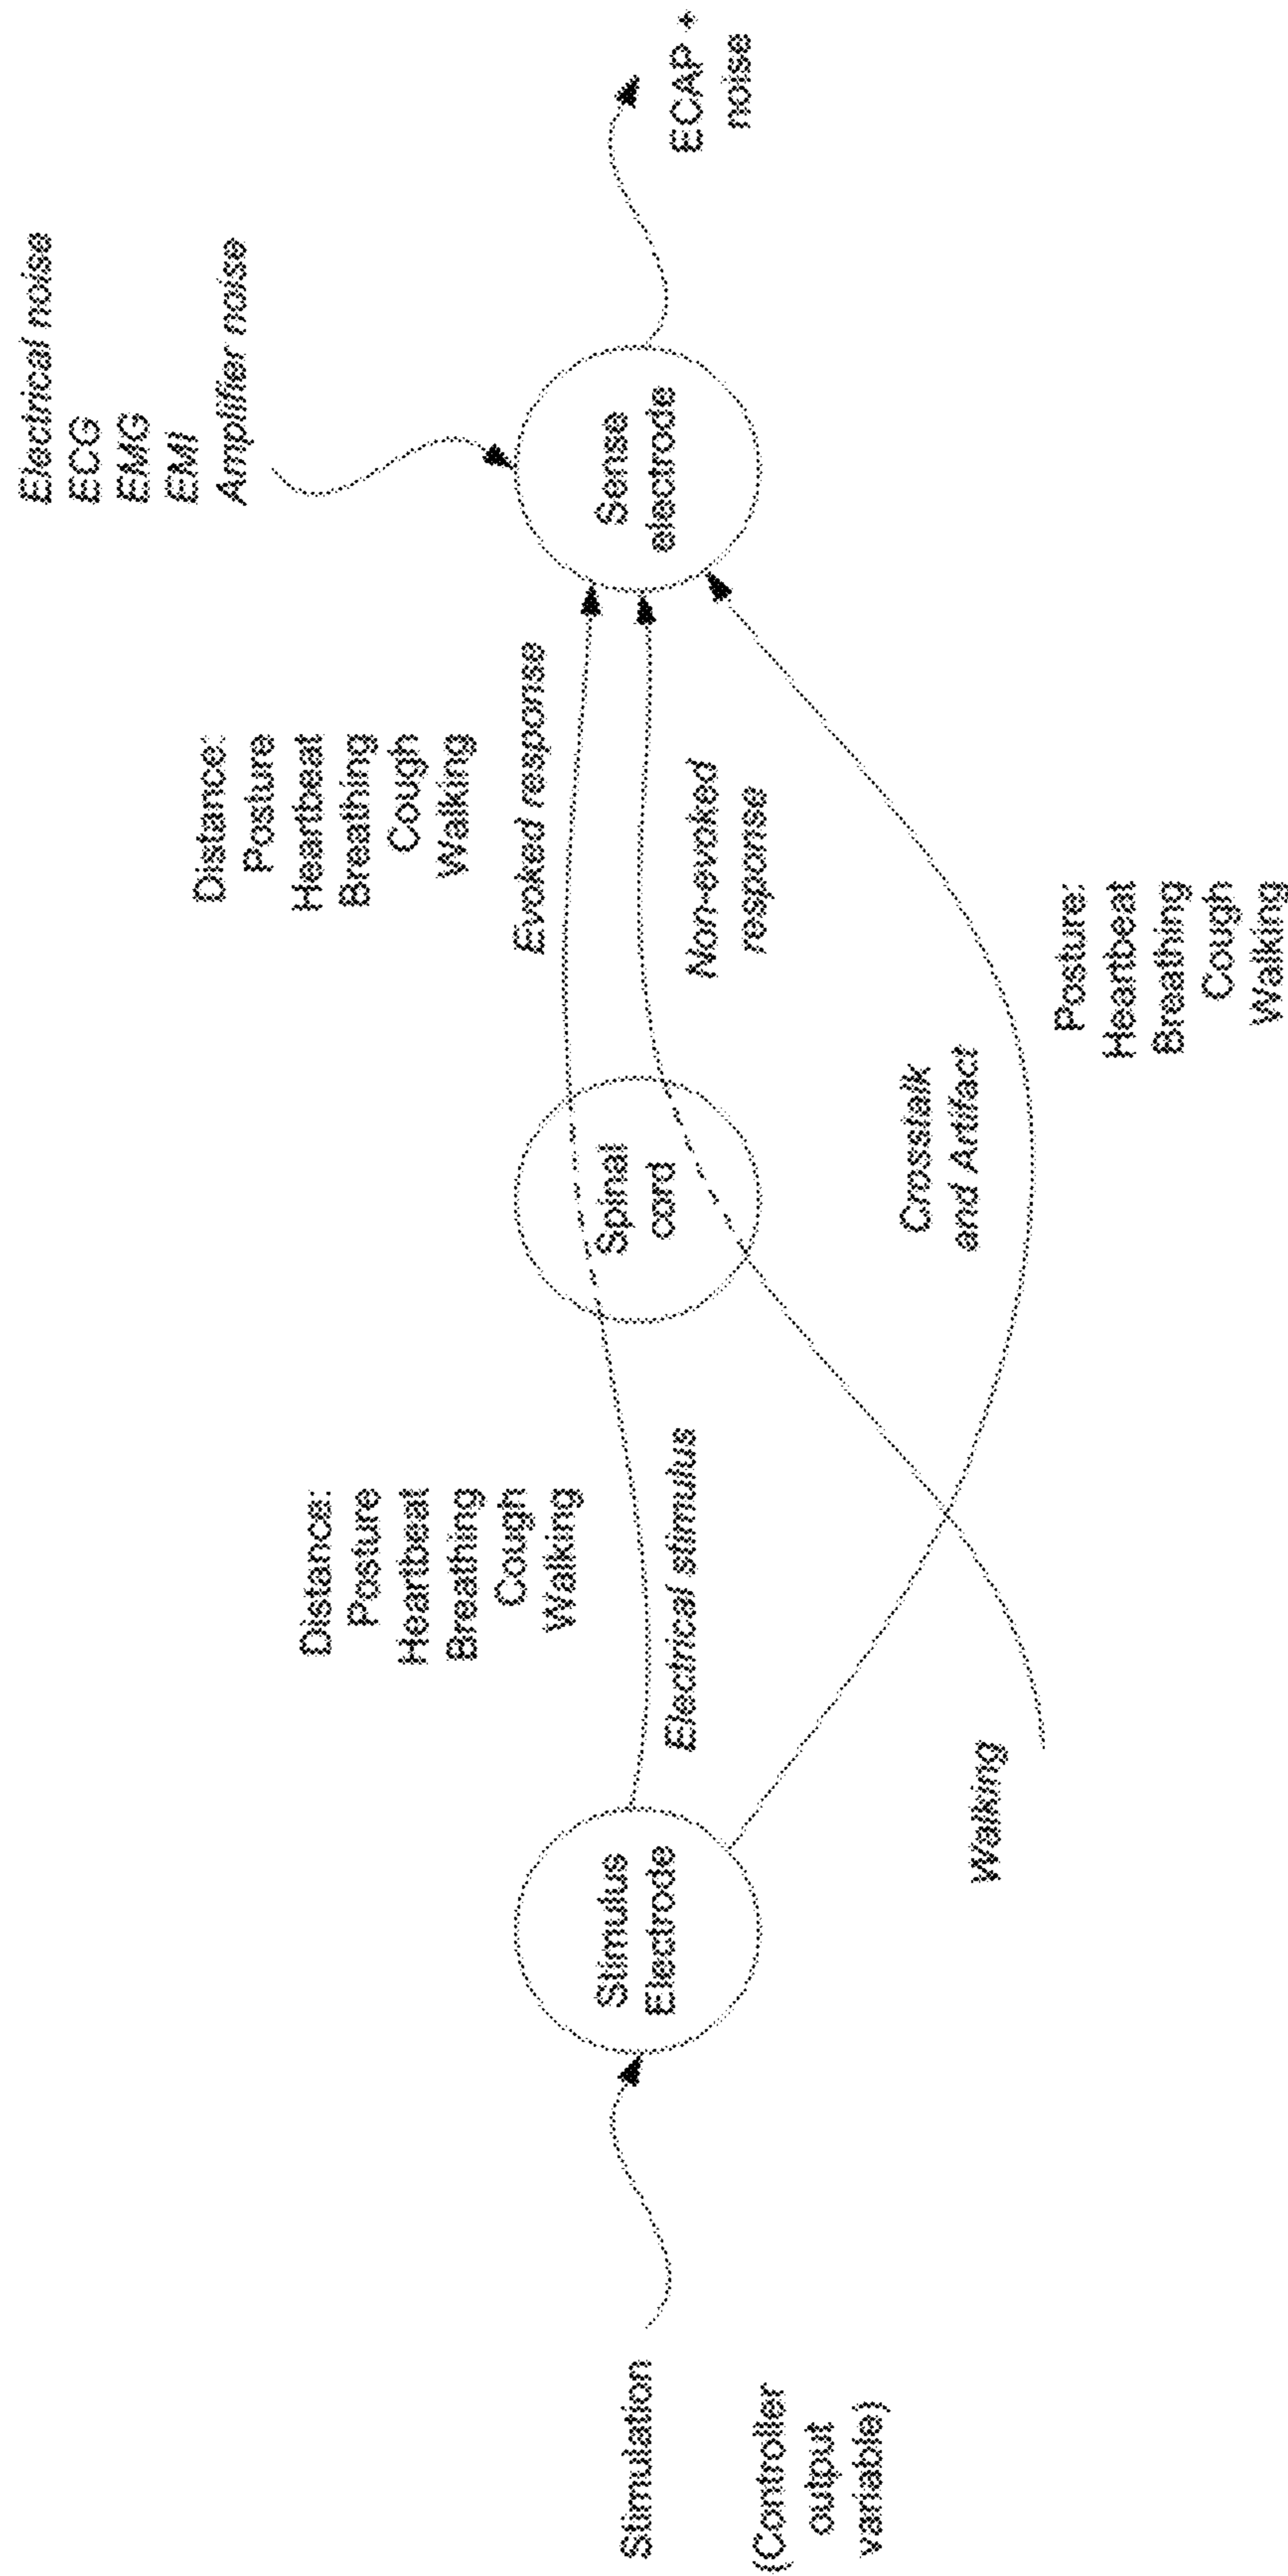 Stimulation
(Controller
output
variable)
Stimulus
Electrode
Distance:
Posture
Heartbeat
Breathing
Cough
Walking
Electrical stimulus
Walking
Spinal
cord
Crosstalk
and Artifact
Distance:
Posture
Heartbeat
Breathing
Cough
Walking
Evoked response
Non-evoked
response
Posture:
Heartbeat
Breathing
Cough
Walking
Electrical noise
ECG
EMG
EMI
Amplifier noise
Sense
electrode
ECAP +
noise